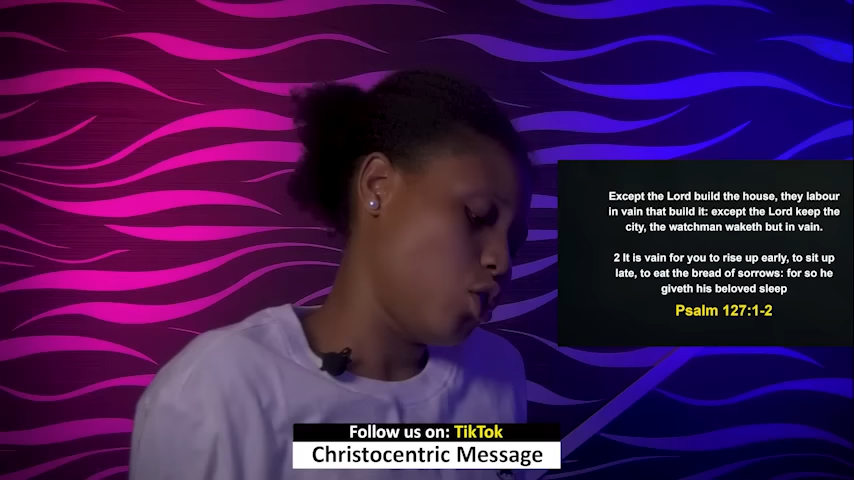 Except the Lord build the house, they labour
in vain that build it: except the Lord keep the
city, the watchman waketh but in vain.
2 It is vain for you to rise up early, to sit up
late, to eat the bread of sorrows: for so he
giveth his beloved sleep
Psalm 127:1-2
Follow us on: TikTok
Christocentric Message